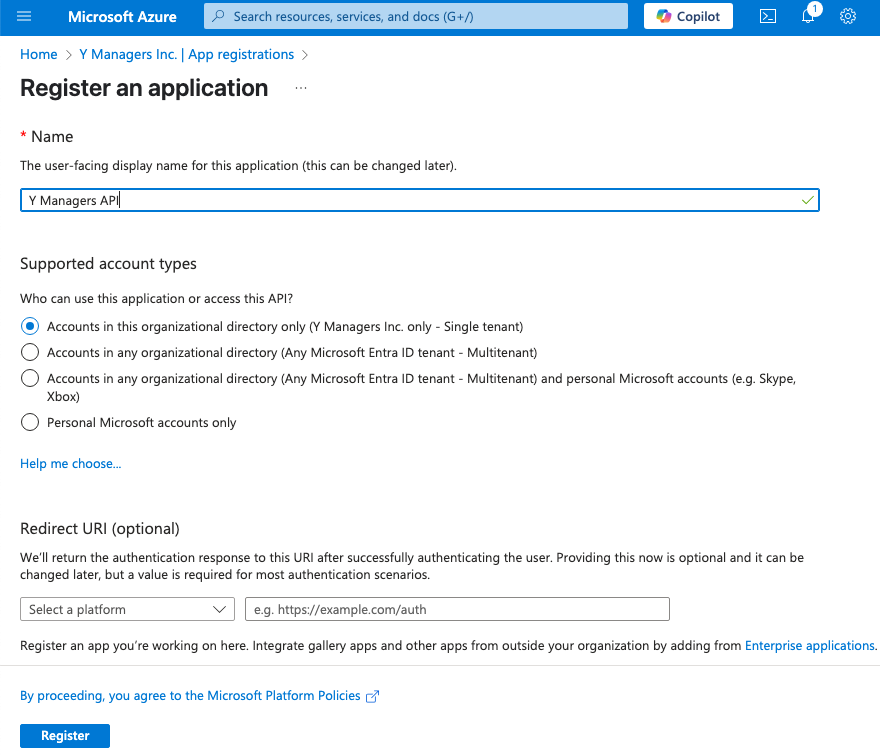 Microsoft Azure
Search resources, services, and docs (G+/)
Copilot
1
Home > Y Managers Inc. | App registrations >
Register an application ...
* Name
The user-facing display name for this application (this can be changed later).
Y Managers API
Supported account types
Who can use this application or access this API?
Accounts in this organizational directory only (Y Managers Inc. only - Single tenant)
Accounts in any organizational directory (Any Microsoft Entra ID tenant - Multitenant)
Accounts in any organizational directory (Any Microsoft Entra ID tenant - Multitenant) and personal Microsoft accounts (e.g. Skype,
Xbox)
Personal Microsoft accounts only
Help me choose...
Redirect URI (optional)
We'll return the authentication response to this URI after successfully authenticating the user. Providing this now is optional and it can be
changed later, but a value is required for most authentication scenarios.
Select a platform
e.g. https://example.com/auth
Register an app you're working on here. Integrate gallery apps and other apps from outside your organization by adding from Enterprise applications.
By proceeding, you agree to the Microsoft Platform Policies
Register